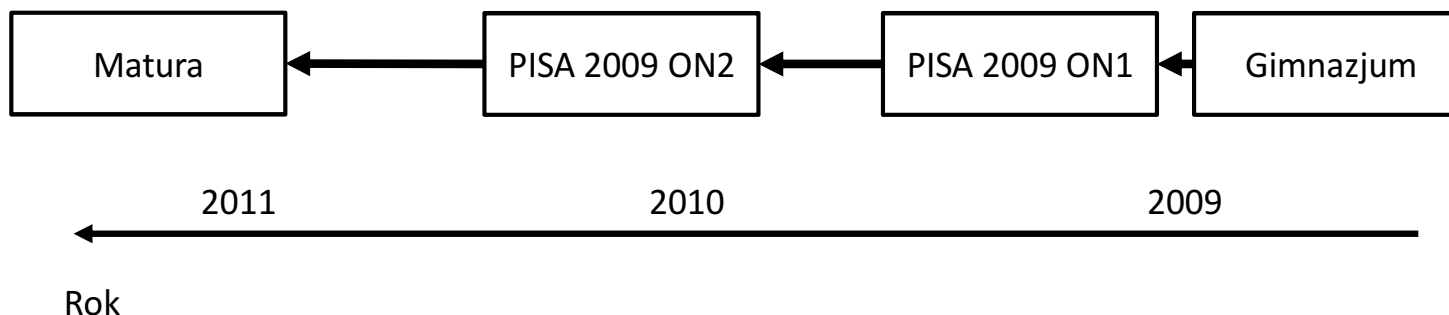 Matura
PISA 2009 ON2
PISA 2009 ON1
Gimnazjum
2011
2010
2009
Rok